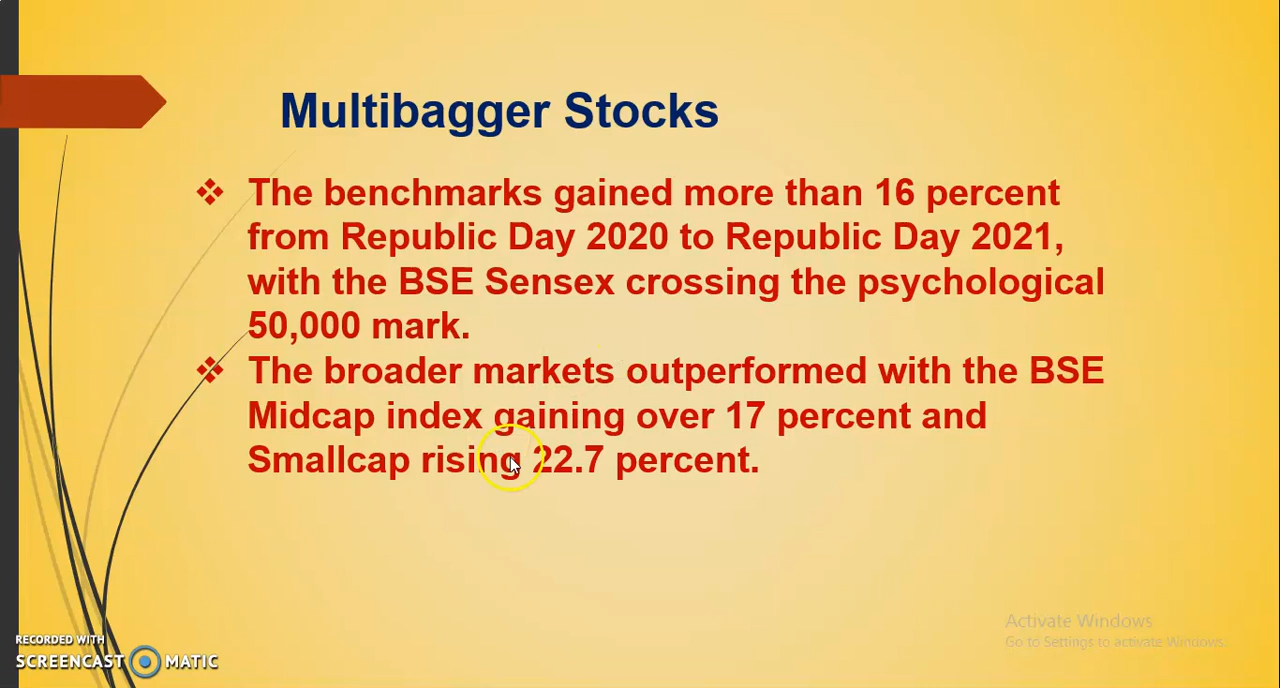 Multibagger Stocks
❖ The benchmarks gained more than 16 percent
from Republic Day 2020 to Republic Day 2021,
with the BSE Sensex crossing the psychological
50,000 mark.
❖ The broader markets outperformed with the BSE
Midcap index gaining over 17 percent and
Smallcap rising 22.7 percent.
Activate Windows
Go to Settings to activate Windows.
RECORDED WITH
SCREENCAST MATIC